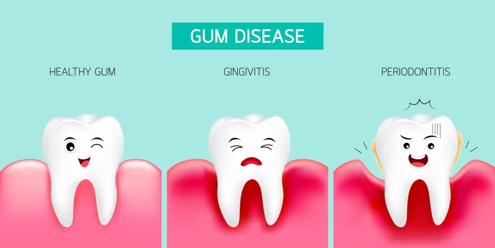 GUM DISEASE
HEALTHY GUM
GINGIVITIS
PERIODONTITIS